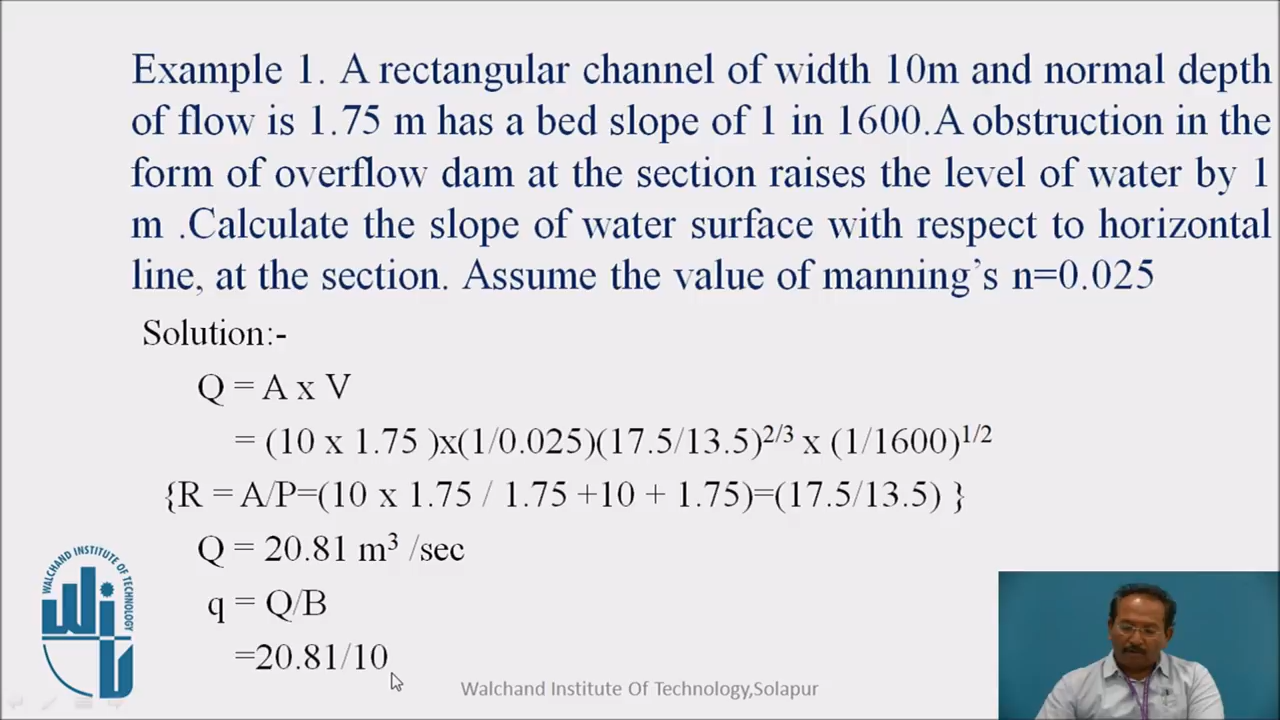 Example 1. A rectangular channel of width 10m and normal depth
of flow is 1.75 m has a bed slope of 1 in 1600.A obstruction in the
form of overflow dam at the section raises the level of water by 1
m .Calculate the slope of water surface with respect to horizontal
line, at the section. Assume the value of manning’s n=0.025
Solution:-
Q = A x V
= (10 x 1.75 )x(1/0.025)(17.5/13.5)^2/3 x (1/1600)^1/2
{R = A/P=(10 x 1.75 / 1.75 +10 + 1.75)=(17.5/13.5) }
Q = 20.81 m³ /sec
q = Q/B
=20.81/10
WALCHAND INSTITUTE OF TECHNOLOGY
Walchand Institute Of Technology,Solapur